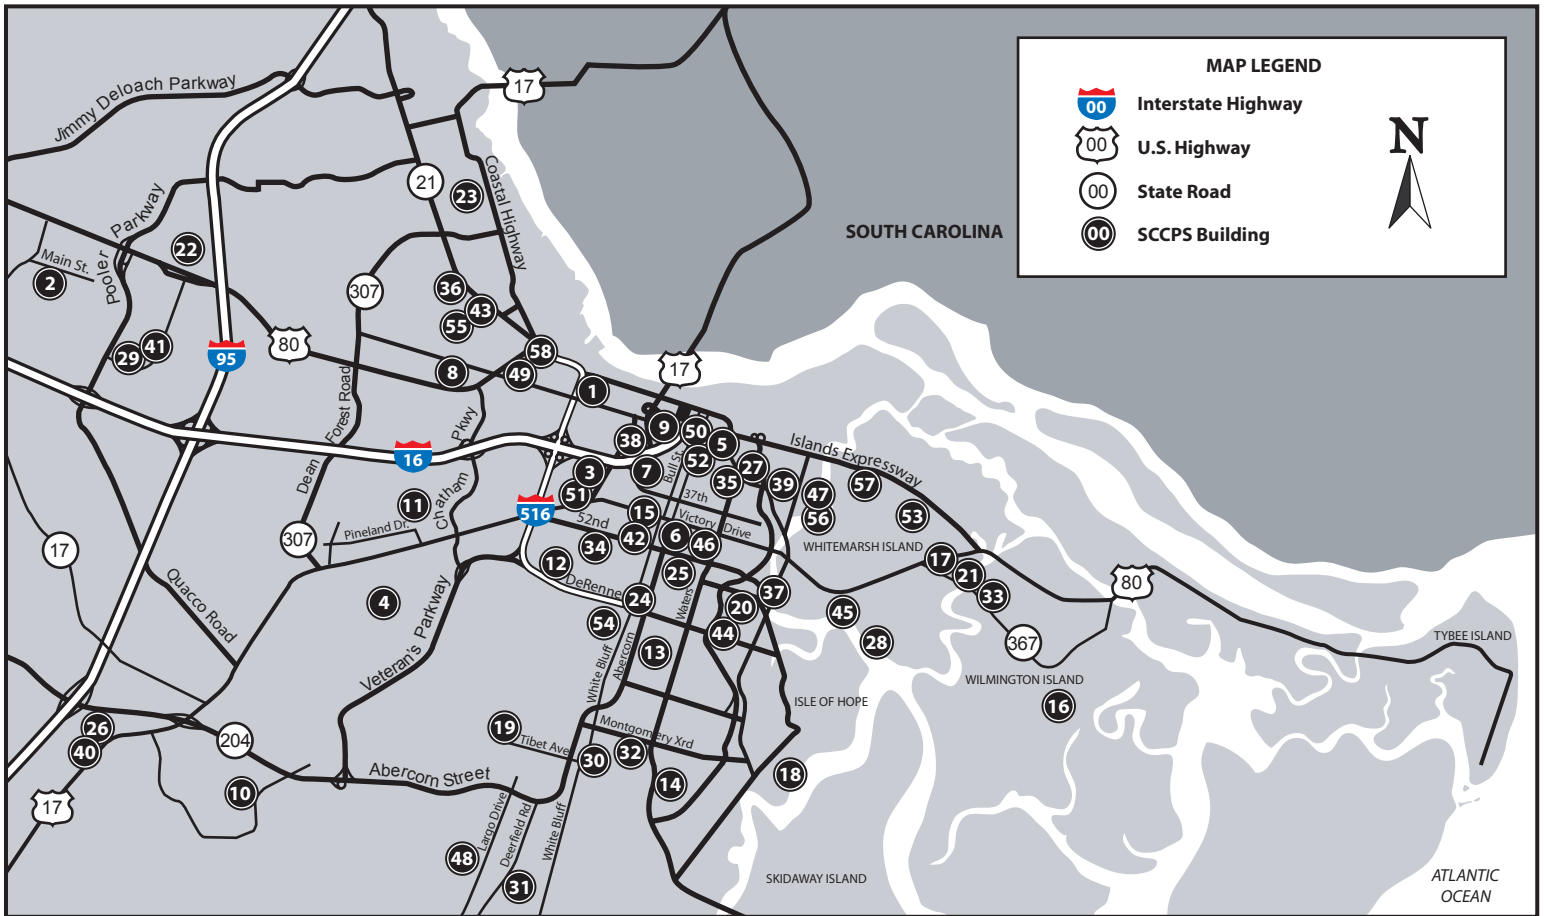 MAP LEGEND
00
Interstate Highway
00
U.S. Highway
00
State Road
00
SCCPS Building
N
17
Jimmy Deloach Parkway
21
23
Coastal Highway
SOUTH CAROLINA
Pooler Parkway
22
Main St.
2
307
36
43
55
29
41
95
80
58
8
49
17
1
Dean Forest Road
Chatham Pkwy
9
50
38
5
Islands Expressway
16
Bull St.
52
27
3
7
35
39
57
11
51
37th
47
516
15
Victory Drive
56
53
307
Pineland Dr.
52nd
42
6
46
WHITEMARSH ISLAND
17
34
12
25
17
21
33
80
Quacco Road
4
DeRenne
24
Waters
37
20
45
54
44
28
367
TYBEE ISLAND
Veteran's Parkway
White Bluff
Abercorn
13
ISLE OF HOPE
WILMINGTON ISLAND
16
26
40
204
19
Tibet Ave
Montgomery Xrd
30
32
14
18
Abercorn Street
10
17
Largo Drive
Deerfield Rd
White Bluff
48
31
SKIDAWAY ISLAND
ATLANTIC
OCEAN